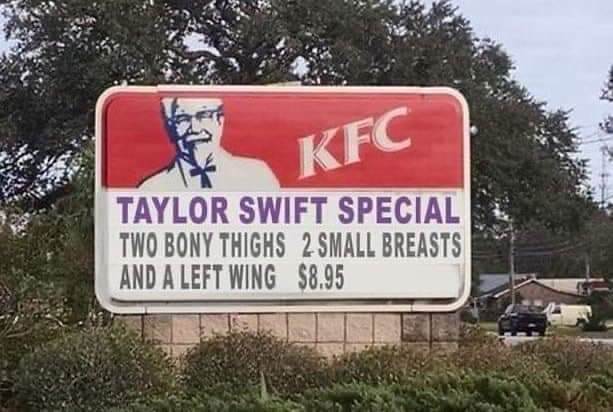 KFC
TAYLOR SWIFT SPECIAL
TWO BONY THIGHS 2 SMALL BREASTS
AND A LEFT WING $8.95